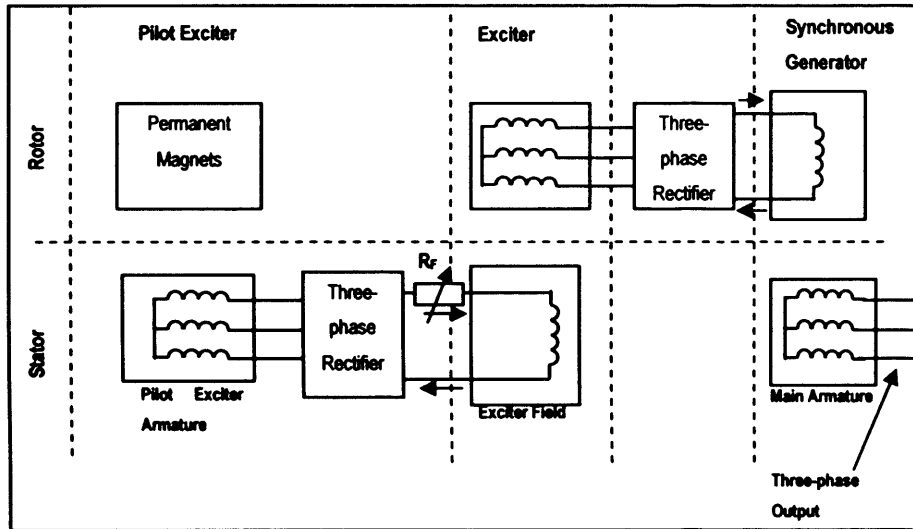 Pilot Exciter
Exciter
Synchronous
Generator
Rotor
Permanent
Magnets
Three-
phase
Rectifier
Stator
Three-
phase
Rectifier
RF
Pilot Exciter
Armature
Exciter Field
Main Armature
Three-phase
Output